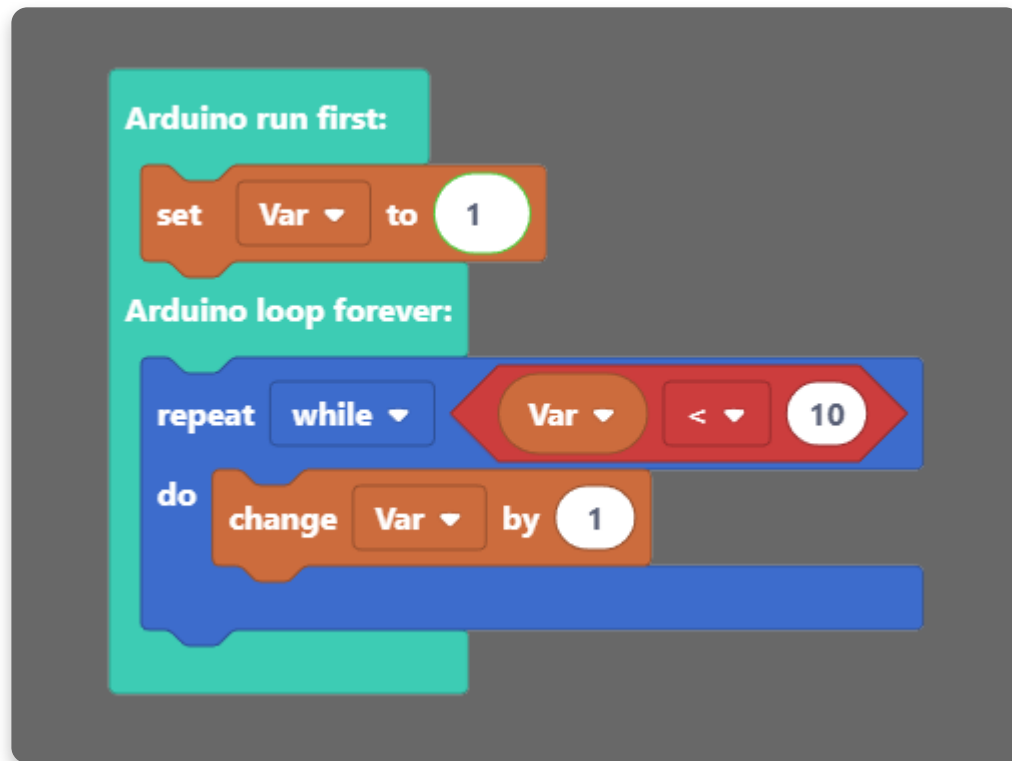 Arduino run first:
set Var to 1
Arduino loop forever:
repeat while Var < 10
do
change Var by 1